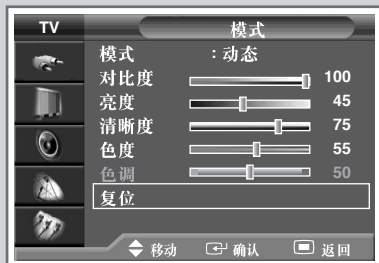 TV
模式
模式 : 动态
对比度 100
亮度 45
清晰度 75
色度 55
色调 50
复位
移动 确认 返回